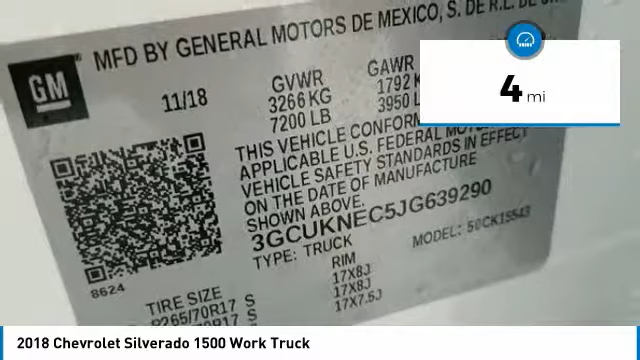 GM
MFD BY GENERAL MOTORS DE MEXICO, S. DE R.L. DE
11/18
GVWR
3266 KG
7200 LB
GAWR
1792
3950
4 mi
THIS VEHICLE CONFORM
APPLICABLE U.S. FEDERAL
VEHICLE SAFETY STANDARDS IN EFFECT
ON THE DATE OF MANUFACTURE
SHOWN ABOVE.
3GCUKNEC5JG639290
TYPE: TRUCK
MODEL: 50CK15543
8624
TIRE SIZE
P265/70R17 S
RIM
17X8J
17X8J
17X7.5J
2018 Chevrolet Silverado 1500 Work Truck